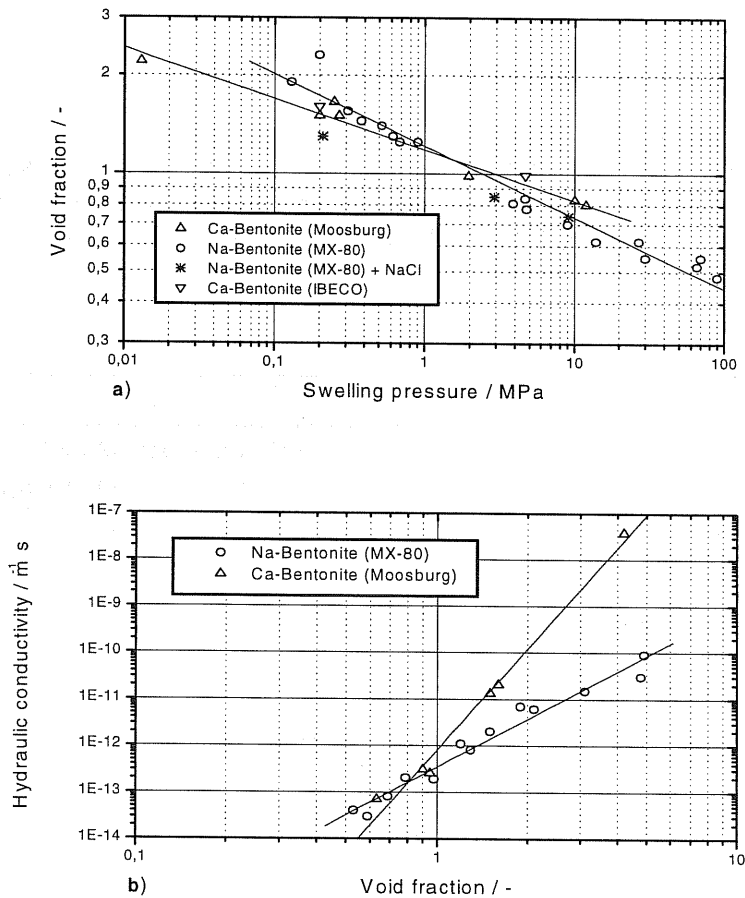 3
2
1
0,9
0,8
0,7
0,6
0,5
0,4
0,3
Void fraction / -
△ Ca-Bentonite (Moosburg)
○ Na-Bentonite (MX-80)
✳ Na-Bentonite (MX-80) + NaCl
▽ Ca-Bentonite (IBECO)
0,01 0,1 1 10 100
a) Swelling pressure / MPa
1E-7
1E-8
1E-9
1E-10
1E-11
1E-12
1E-13
1E-14
Hydraulic conductivity / m⁻¹ s
○ Na-Bentonite (MX-80)
△ Ca-Bentonite (Moosburg)
0,1 1 10
b) Void fraction / -